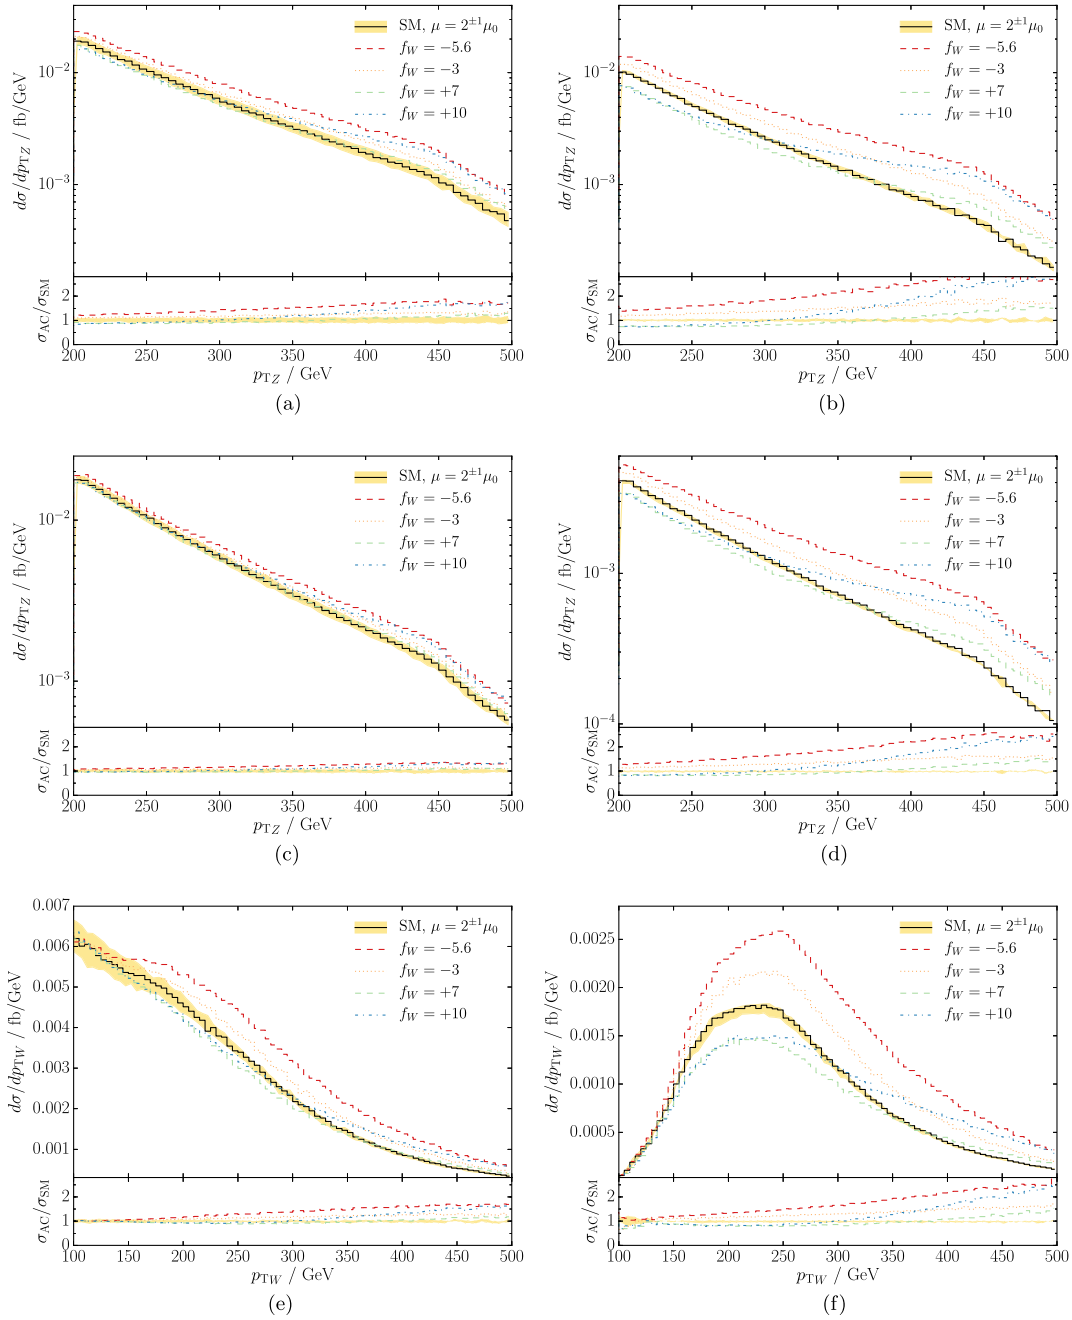 SM, μ = 2^{±1}μ_0
f_W = −5.6
f_W = −3
f_W = +7
f_W = +10
dσ/dp_{TZ} / fb/GeV
10^{−2}
10^{−3}
σ_{AC}/σ_{SM}
2
1
0
200 250 300 350 400 450 500
p_{TZ} / GeV
(a)
SM, μ = 2^{±1}μ_0
f_W = −5.6
f_W = −3
f_W = +7
f_W = +10
dσ/dp_{TZ} / fb/GeV
10^{−2}
10^{−3}
σ_{AC}/σ_{SM}
2
1
0
200 250 300 350 400 450 500
p_{TZ} / GeV
(b)
SM, μ = 2^{±1}μ_0
f_W = −5.6
f_W = −3
f_W = +7
f_W = +10
dσ/dp_{TZ} / fb/GeV
10^{−2}
10^{−3}
σ_{AC}/σ_{SM}
2
1
0
200 250 300 350 400 450 500
p_{TZ} / GeV
(c)
SM, μ = 2^{±1}μ_0
f_W = −5.6
f_W = −3
f_W = +7
f_W = +10
dσ/dp_{TZ} / fb/GeV
10^{−3}
10^{−4}
σ_{AC}/σ_{SM}
2
1
0
200 250 300 350 400 450 500
p_{TZ} / GeV
(d)
SM, μ = 2^{±1}μ_0
f_W = −5.6
f_W = −3
f_W = +7
f_W = +10
dσ/dp_{TW} / fb/GeV
0.007
0.006
0.005
0.004
0.003
0.002
0.001
σ_{AC}/σ_{SM}
2
1
0
100 150 200 250 300 350 400 450 500
p_{TW} / GeV
(e)
SM, μ = 2^{±1}μ_0
f_W = −5.6
f_W = −3
f_W = +7
f_W = +10
dσ/dp_{TW} / fb/GeV
0.0025
0.0020
0.0015
0.0010
0.0005
σ_{AC}/σ_{SM}
2
1
0
100 150 200 250 300 350 400 450 500
p_{TW} / GeV
(f)